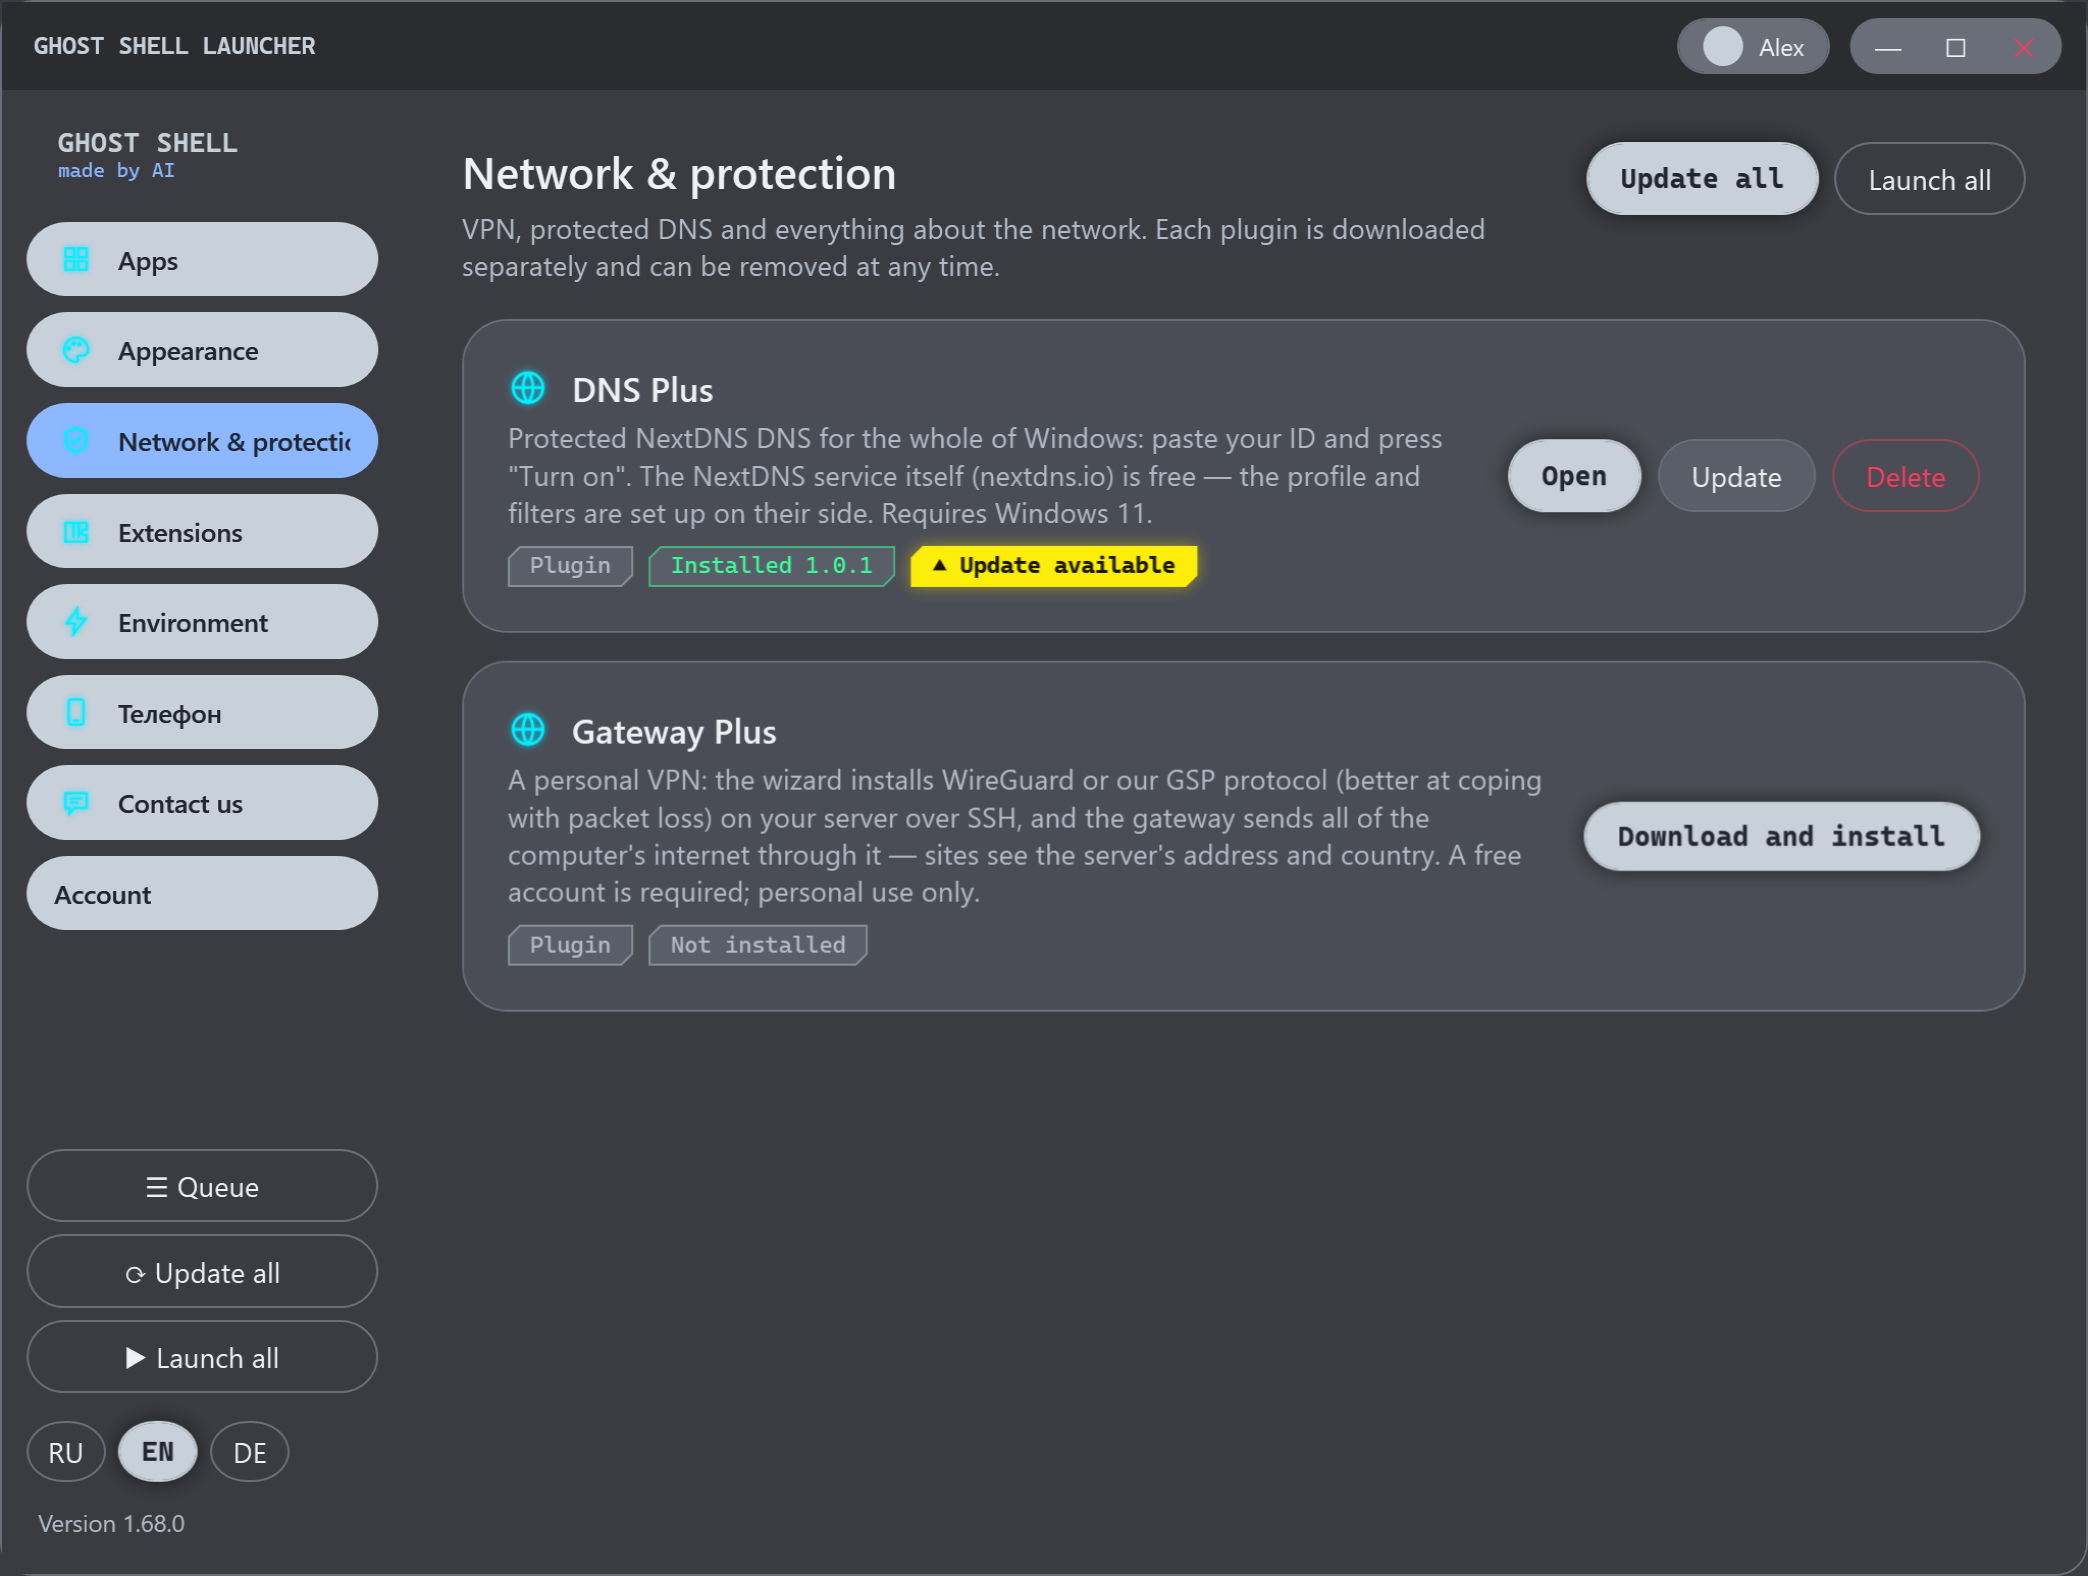 GHOST SHELL LAUNCHER
Alex
GHOST SHELL
made by AI
Apps
Appearance
Network & protectic
Extensions
Environment
Телефон
Contact us
Account
☰ Queue
⟳ Update all
▶ Launch all
RU
EN
DE
Version 1.68.0
Network & protection
VPN, protected DNS and everything about the network. Each plugin is downloaded
separately and can be removed at any time.
Update all
Launch all
DNS Plus
Protected NextDNS DNS for the whole of Windows: paste your ID and press
"Turn on". The NextDNS service itself (nextdns.io) is free — the profile and
filters are set up on their side. Requires Windows 11.
Plugin
Installed 1.0.1
▲ Update available
Open
Update
Delete
Gateway Plus
A personal VPN: the wizard installs WireGuard or our GSP protocol (better at coping
with packet loss) on your server over SSH, and the gateway sends all of the
computer's internet through it — sites see the server's address and country. A free
account is required; personal use only.
Plugin
Not installed
Download and install